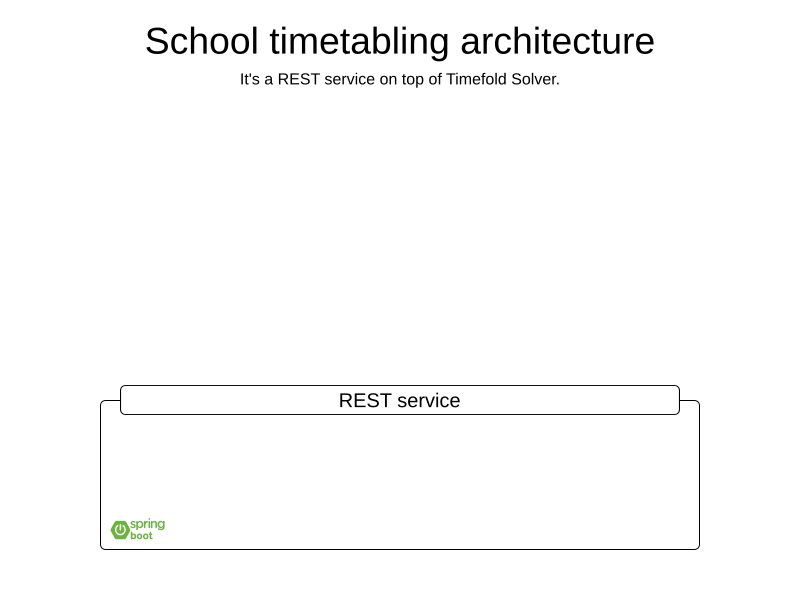 School timetabling architecture
It's a REST service on top of Timefold Solver.
REST service
spring
boot